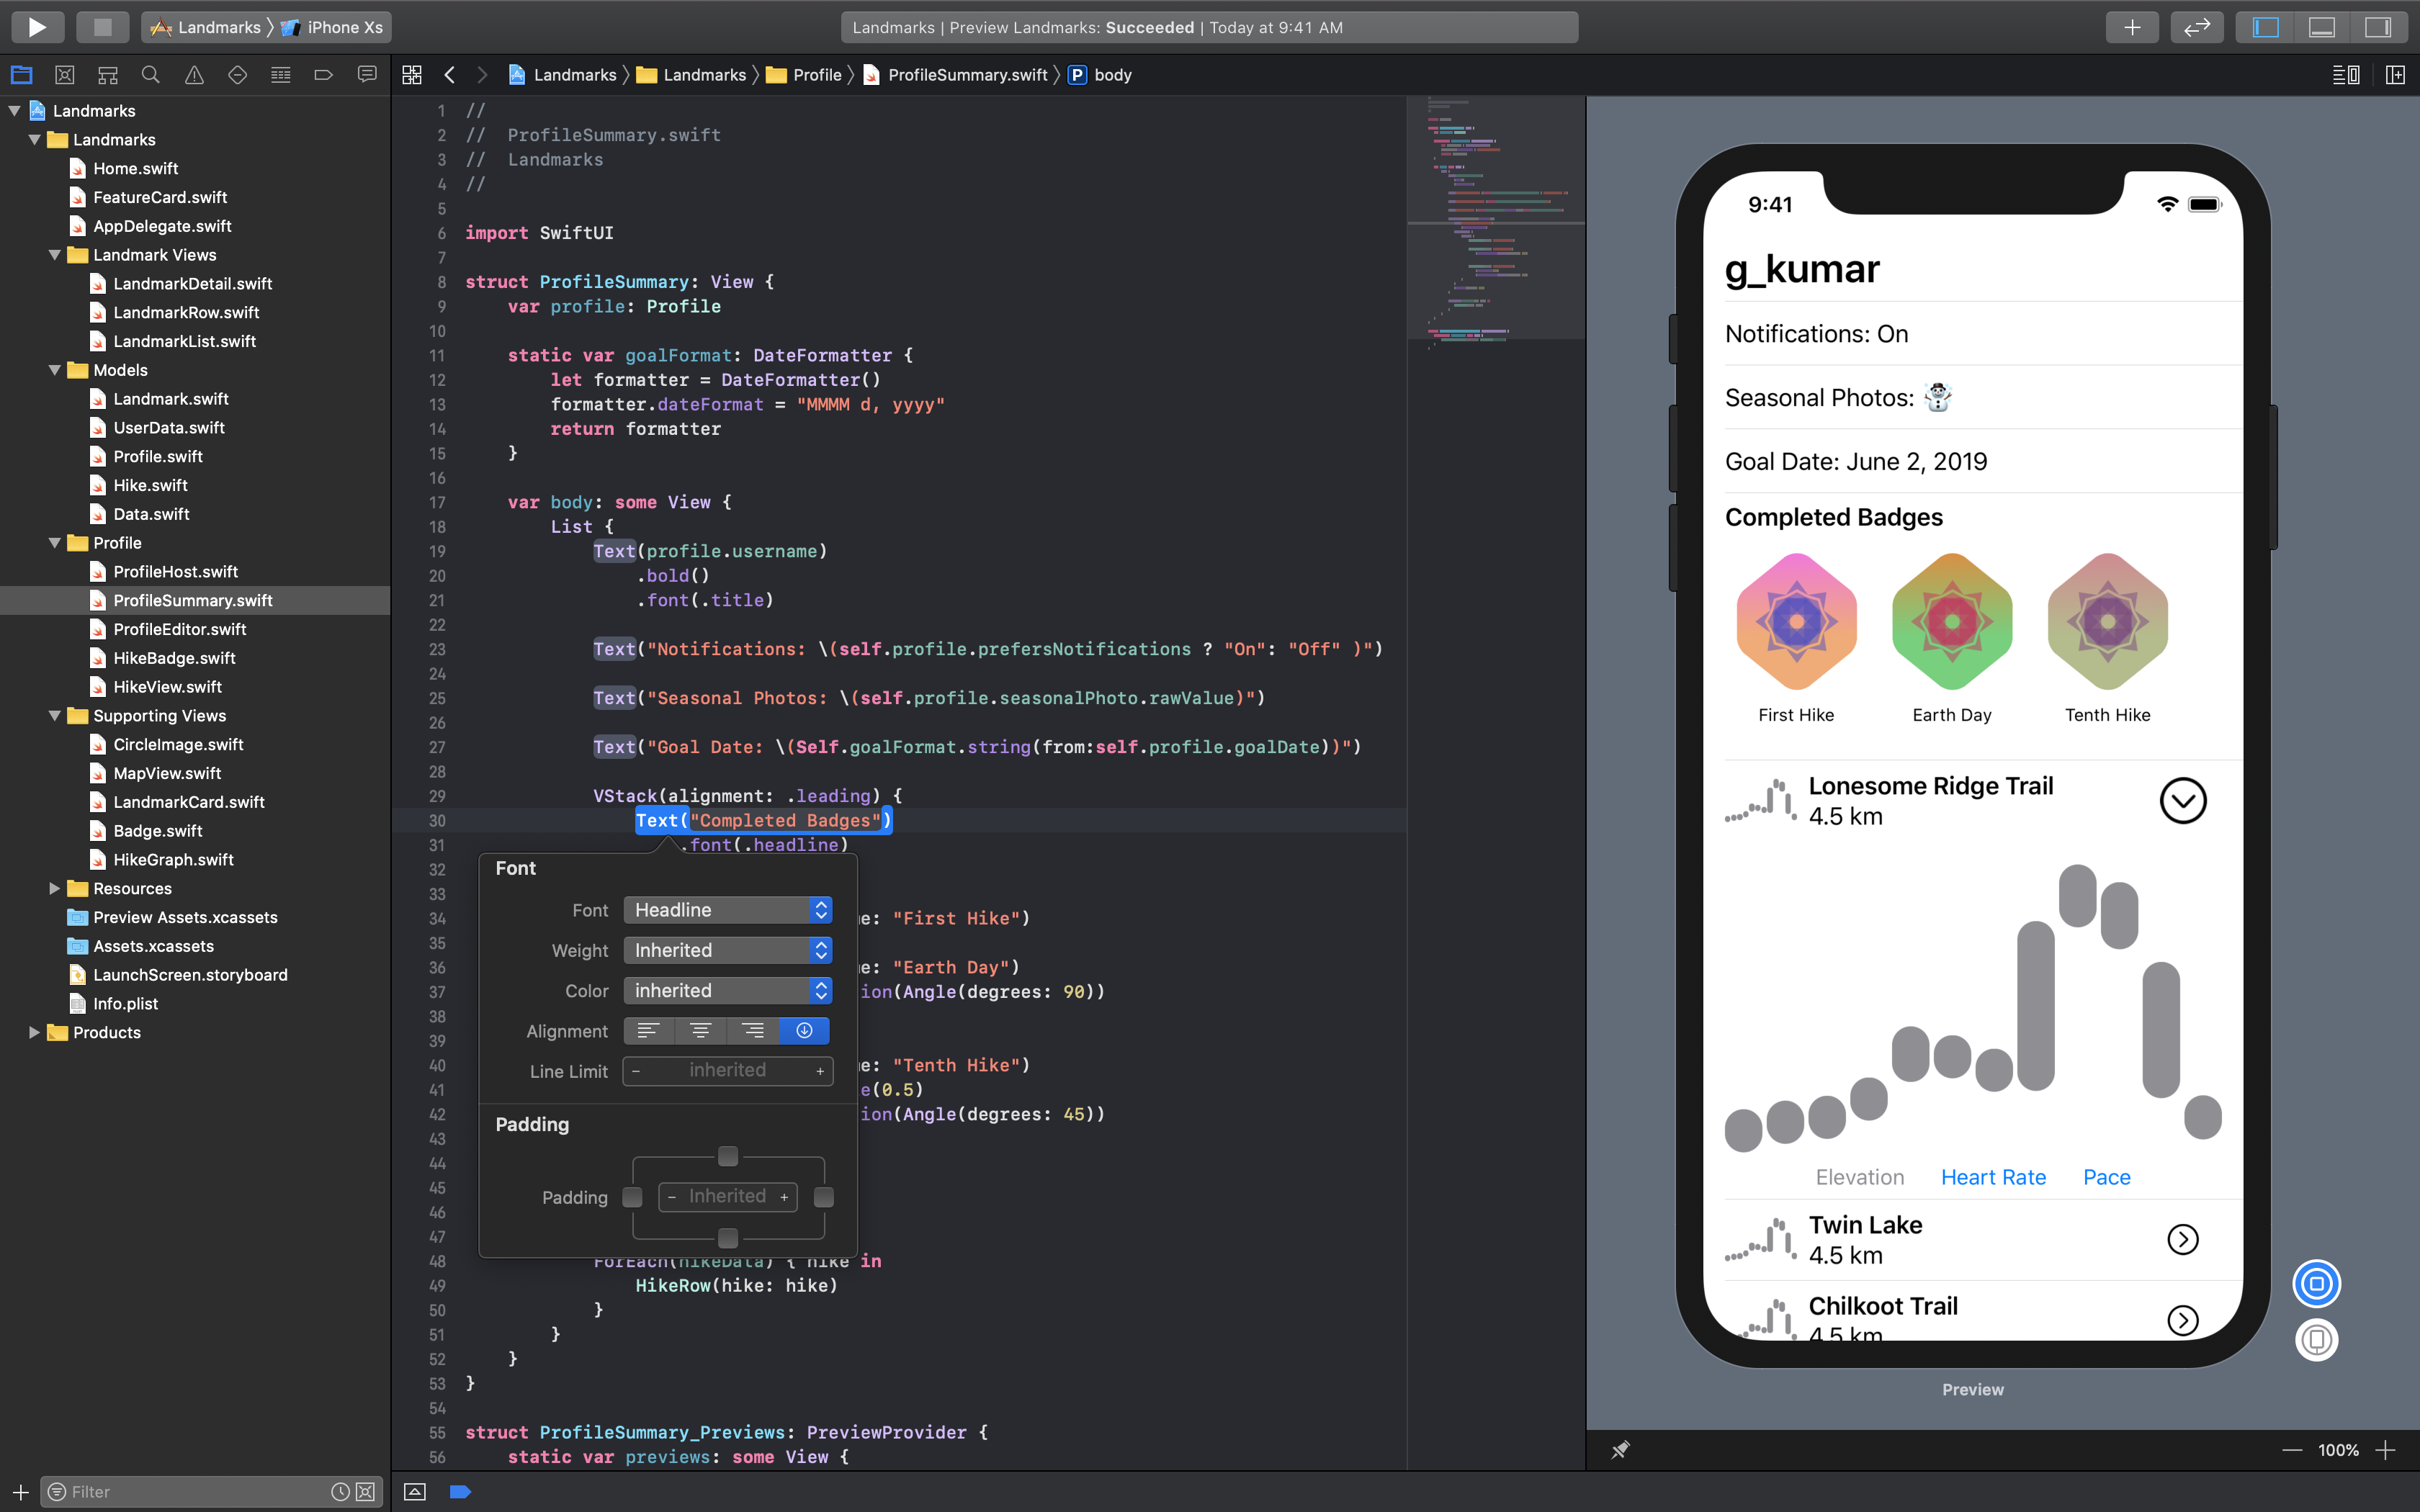 Landmarks 〉 iPhone Xs
Landmarks | Preview Landmarks: Succeeded | Today at 9:41 AM
Landmarks
Landmarks
Home.swift
FeatureCard.swift
AppDelegate.swift
Landmark Views
LandmarkDetail.swift
LandmarkRow.swift
LandmarkList.swift
Models
Landmark.swift
UserData.swift
Profile.swift
Hike.swift
Data.swift
Profile
ProfileHost.swift
ProfileSummary.swift
ProfileEditor.swift
HikeBadge.swift
HikeView.swift
Supporting Views
CircleImage.swift
MapView.swift
LandmarkCard.swift
Badge.swift
HikeGraph.swift
Resources
Preview Assets.xcassets
Assets.xcassets
LaunchScreen.storyboard
Info.plist
Products
Filter
Landmarks 〉 Landmarks 〉 Profile 〉 ProfileSummary.swift 〉 P body
1 //
2 //  ProfileSummary.swift
3 //  Landmarks
4 //
5
6 import SwiftUI
7
8 struct ProfileSummary: View {
9     var profile: Profile
10
11     static var goalFormat: DateFormatter {
12         let formatter = DateFormatter()
13         formatter.dateFormat = "MMMM d, yyyy"
14         return formatter
15     }
16
17     var body: some View {
18         List {
19             Text(profile.username)
20                 .bold()
21                 .font(.title)
22
23             Text("Notifications: \(self.profile.prefersNotifications ? "On": "Off" )")
24
25             Text("Seasonal Photos: \(self.profile.seasonalPhoto.rawValue)")
26
27             Text("Goal Date: \(Self.goalFormat.string(from:self.profile.goalDate))")
28
29             VStack(alignment: .leading) {
30                 Text("Completed Badges")
31                     .font(.headline)
32
33
34 e: "First Hike")
35
36 e: "Earth Day")
37 ion(Angle(degrees: 90))
38
39
40 e: "Tenth Hike")
41 e(0.5)
42 ion(Angle(degrees: 45))
43
44
45
46
47
48             ForEach(hikeData) { hike in
49                 HikeRow(hike: hike)
50             }
51         }
52     }
53 }
54
55 struct ProfileSummary_Previews: PreviewProvider {
56     static var previews: some View {
Font
Font Headline
Weight Inherited
Color inherited
Alignment
Line Limit − inherited +
Padding
Padding − Inherited +
9:41
g_kumar
Notifications: On
Seasonal Photos: ☃️
Goal Date: June 2, 2019
Completed Badges
First Hike Earth Day Tenth Hike
Lonesome Ridge Trail
4.5 km
Elevation Heart Rate Pace
Twin Lake
4.5 km
Chilkoot Trail
4.5 km
Preview
— 100% +